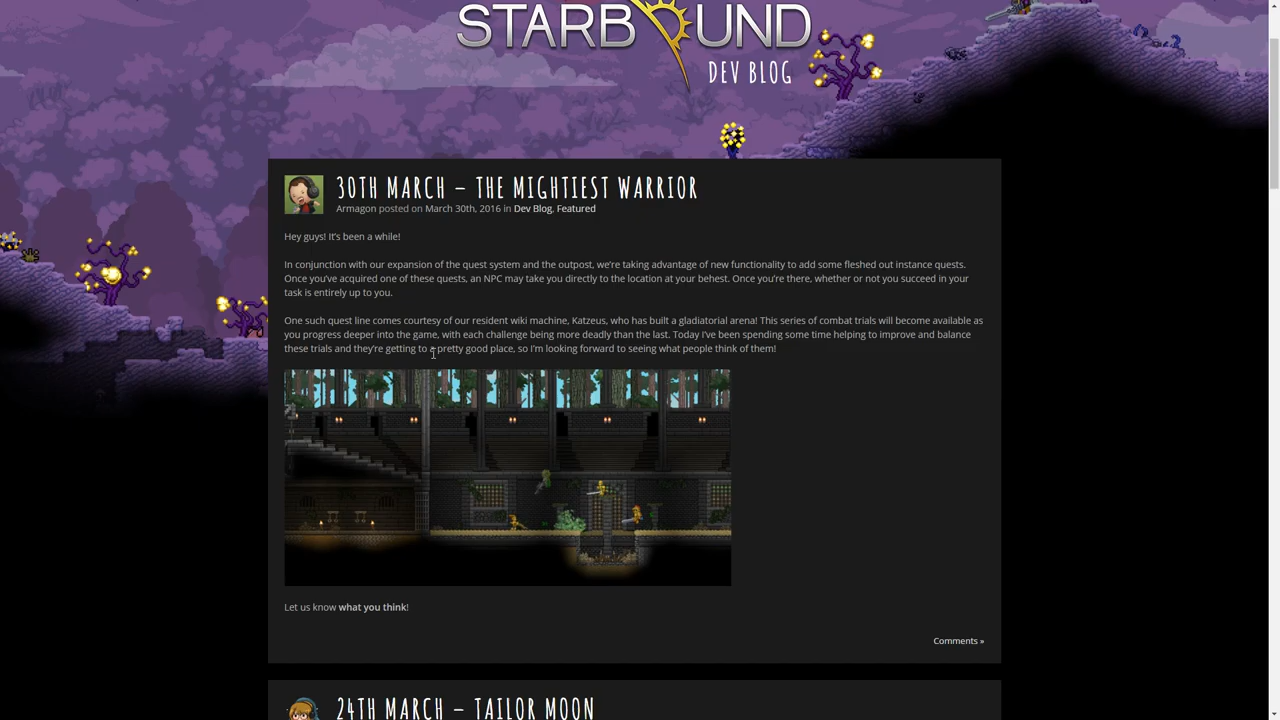 STARBOUND
DEV BLOG
30TH MARCH – THE MIGHTIEST WARRIOR
Armagon posted on March 30th, 2016 in Dev Blog, Featured
Hey guys! It's been a while!
In conjunction with our expansion of the quest system and the outpost, we're taking advantage of new functionality to add some fleshed out instance quests.
Once you've acquired one of these quests, an NPC may take you directly to the location at your behest. Once you're there, whether or not you succeed in your
task is entirely up to you.
One such quest line comes courtesy of our resident wiki machine, Katzeus, who has built a gladiatorial arena! This series of combat trials will become available as
you progress deeper into the game, with each challenge being more deadly than the last. Today I've been spending some time helping to improve and balance
these trials and they're getting to a pretty good place, so I'm looking forward to seeing what people think of them!
Let us know what you think!
Comments »
24TH MARCH – TAILOR MOON